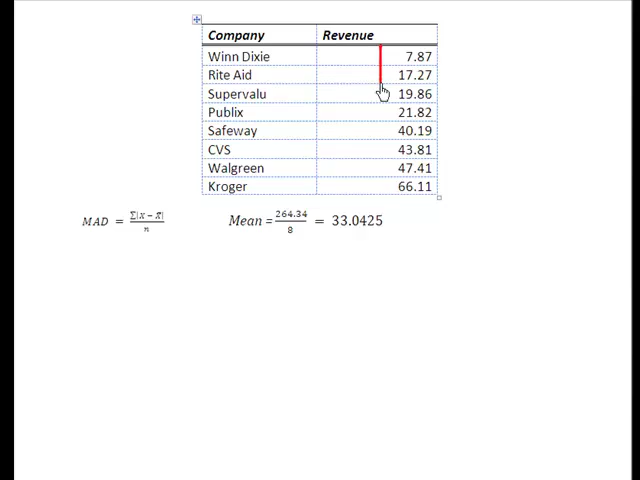 Company Revenue
Winn Dixie 7.87
Rite Aid 17.27
Supervalu 19.86
Publix 21.82
Safeway 40.19
CVS 43.81
Walgreen 47.41
Kroger 66.11
MAD = ∑|x − x̄| / n Mean = 264.34 / 8 = 33.0425